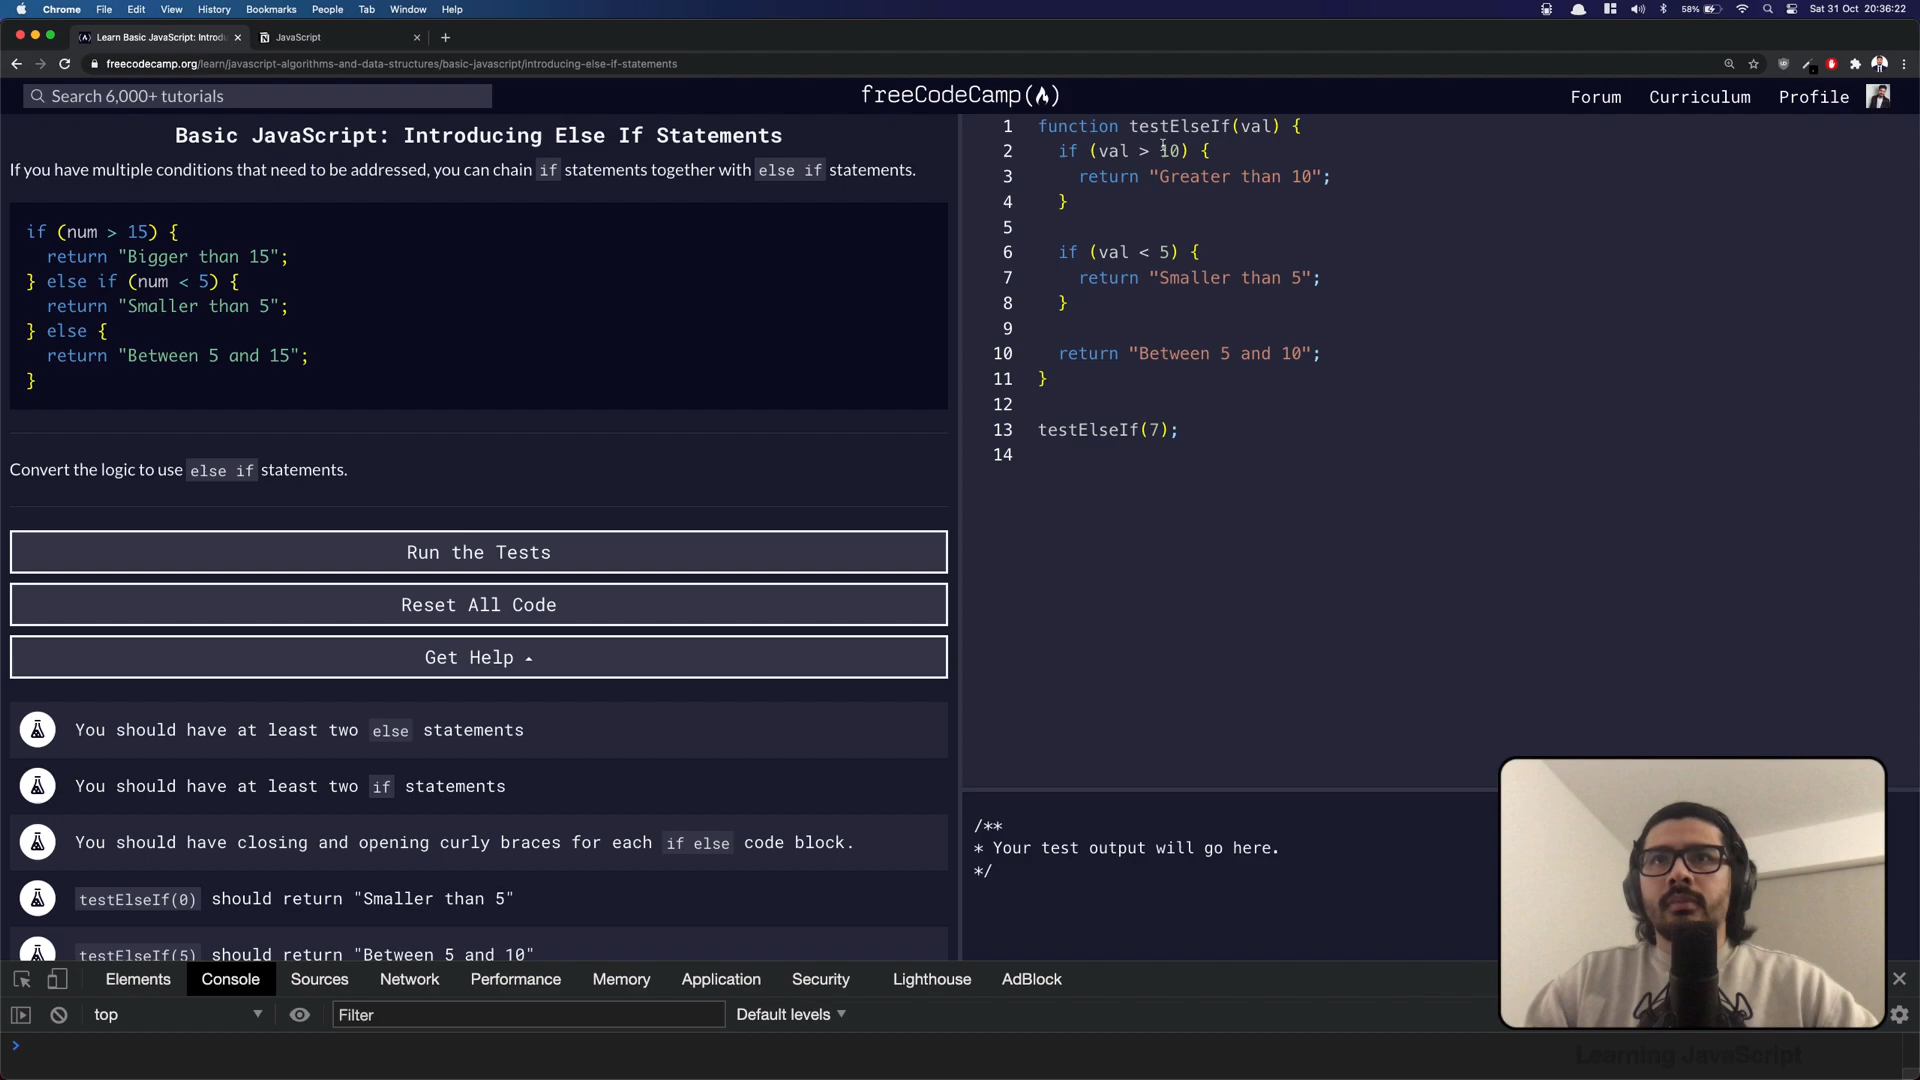 Chrome File Edit View History Bookmarks People Tab Window Help
58% Sat 31 Oct 20:36:22
Learn Basic JavaScript: Introdu
JavaScript
freecodecamp.org/learn/javascript-algorithms-and-data-structures/basic-javascript/introducing-else-if-statements
Search 6,000+ tutorials
freeCodeCamp
Forum Curriculum Profile
Basic JavaScript: Introducing Else If Statements
If you have multiple conditions that need to be addressed, you can chain if statements together with else if statements.
if (num > 15) {
return "Bigger than 15";
} else if (num < 5) {
return "Smaller than 5";
} else {
return "Between 5 and 15";
}
Convert the logic to use else if statements.
Run the Tests
Reset All Code
Get Help
You should have at least two else statements
You should have at least two if statements
You should have closing and opening curly braces for each if else code block.
testElseIf(0) should return "Smaller than 5"
testElseIf(5) should return "Between 5 and 10"
1 function testElseIf(val) {
2 if (val > 10) {
3 return "Greater than 10";
4 }
5
6 if (val < 5) {
7 return "Smaller than 5";
8 }
9
10 return "Between 5 and 10";
11 }
12
13 testElseIf(7);
14
/**
* Your test output will go here.
*/
Elements Console Sources Network Performance Memory Application Security Lighthouse AdBlock
top
Filter
Default levels
>
Learning JavaScript